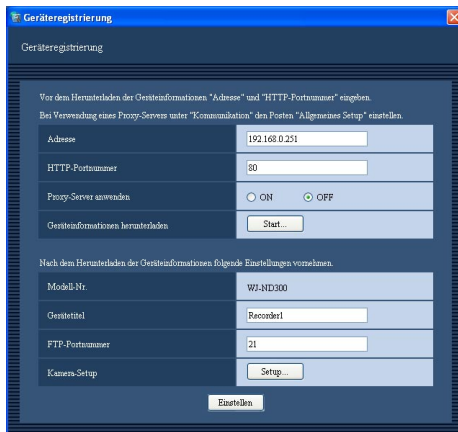 Geräteregistrierung
Geräteregistrierung
Vor dem Herunterladen der Geräteinformationen "Adresse" und "HTTP-Portnummer" eingeben.
Bei Verwendung eines Proxy-Servers unter "Kommunikation" den Posten "Allgemeines Setup" einstellen.
Adresse 192.168.0.251
HTTP-Portnummer 80
Proxy-Server anwenden ON OFF
Geräteinformationen herunterladen Start...
Nach dem Herunterladen der Geräteinformationen folgende Einstellungen vornehmen.
Modell-Nr. WJ-ND300
Gerätetitel Recorder1
FTP-Portnummer 21
Kamera-Setup Setup...
Einstellen